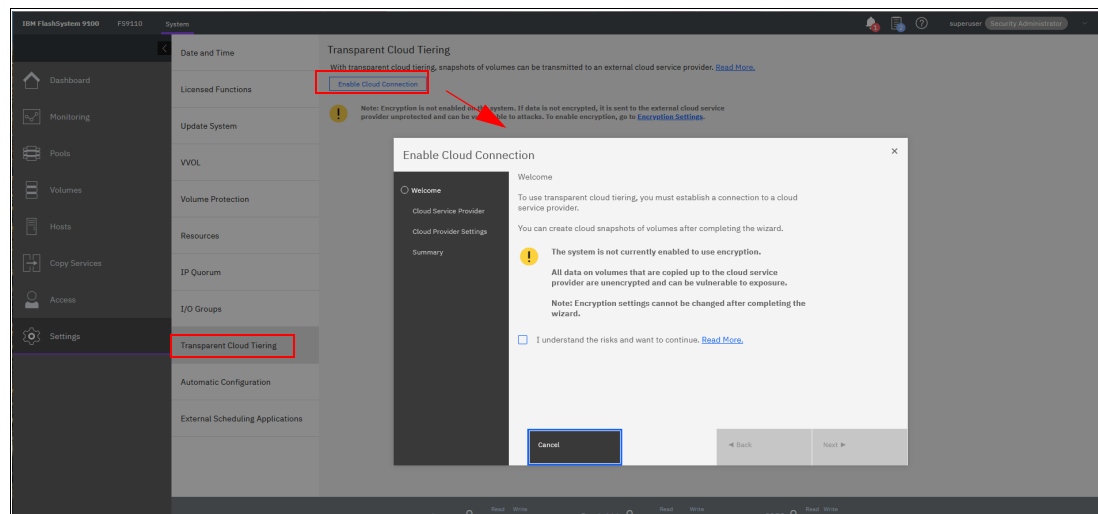 IBM FlashSystem 9100 FS9110 System
superuser Security Administrator
Dashboard
Monitoring
Pools
Volumes
Hosts
Copy Services
Access
Settings
Date and Time
Licensed Functions
Update System
VVOL
Volume Protection
Resources
IP Quorum
I/O Groups
Transparent Cloud Tiering
Automatic Configuration
External Scheduling Applications
Transparent Cloud Tiering
With transparent cloud tiering, snapshots of volumes can be transmitted to an external cloud service provider. Read More.
Enable Cloud Connection
Note: Encryption is not enabled on the system. If data is not encrypted, it is sent to the external cloud service
provider unprotected and can be vulnerable to attacks. To enable encryption, go to Encryption Settings.
Enable Cloud Connection
Welcome
Cloud Service Provider
Cloud Provider Settings
Summary
Welcome
To use transparent cloud tiering, you must establish a connection to a cloud
service provider.
You can create cloud snapshots of volumes after completing the wizard.
The system is not currently enabled to use encryption.
All data on volumes that are copied up to the cloud service
provider are unencrypted and can be vulnerable to exposure.
Note: Encryption settings cannot be changed after completing the
wizard.
I understand the risks and want to continue. Read More.
Cancel
Back
Next
Read Write
Read Write
Read Write